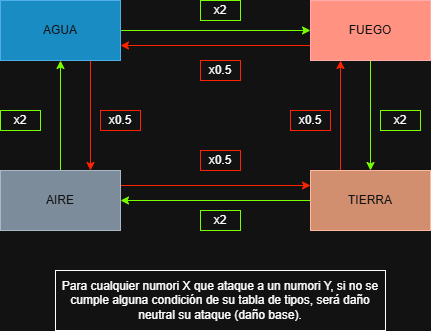 AGUA
x2
FUEGO
x0.5
x2
x0.5
x0.5
x2
x0.5
AIRE
TIERRA
x2
Para cualquier numori X que ataque a un numori Y, si no se
cumple alguna condición de su tabla de tipos, será daño
neutral su ataque (daño base).